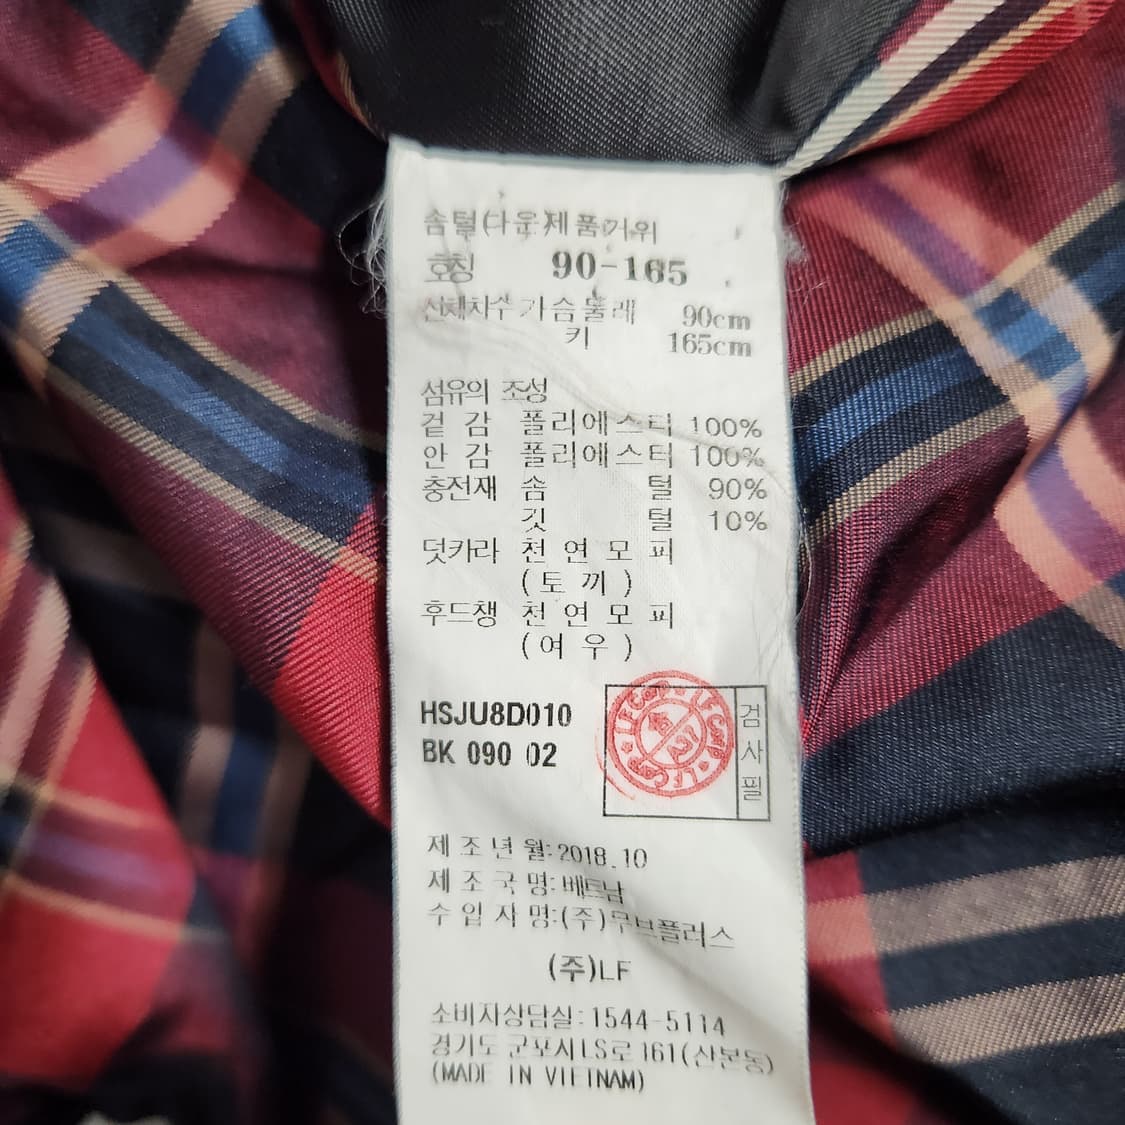 솜털(다운)제품거위
호칭 90-165
신체치수 가슴둘레 90cm
키 165cm
섬유의 조성
겉감 폴리에스터 100%
안감 폴리에스터 100%
충전재 솜털 90%
깃털 10%
덧카라 천연모피
(토끼)
후드챙 천연모피
(여우)
HSJU8D010
BK 090 02
검사필
제조년월:2018.10
제조국명:베트남
수입자명:(주)무브플러스
(주)LF
소비자상담실:1544-5114
경기도 군포시LS로 161(산본동)
(MADE IN VIETNAM)